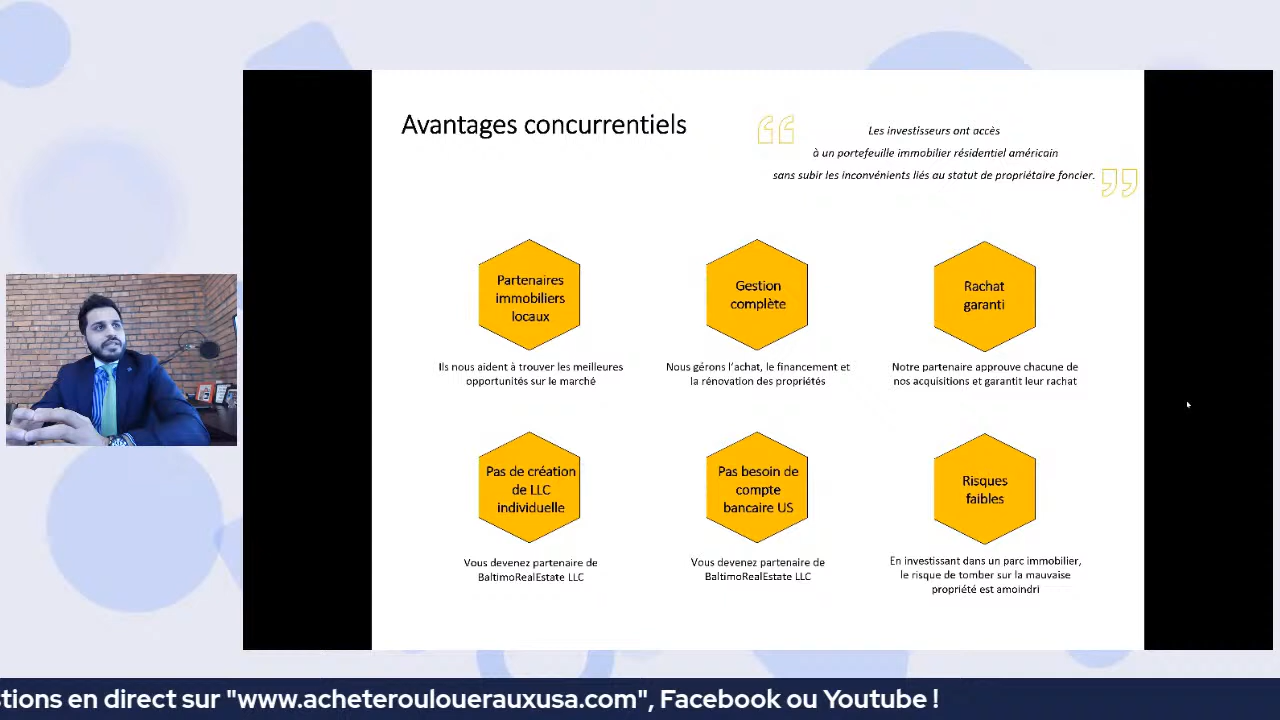 Avantages concurrentiels
Les investisseurs ont accès
à un portefeuille immobilier résidentiel américain
sans subir les inconvénients liés au statut de propriétaire foncier.
Partenaires
immobiliers
locaux
Ils nous aident à trouver les meilleures
opportunités sur le marché
Gestion
complète
Nous gérons l'achat, le financement et
la rénovation des propriétés
Rachat
garanti
Notre partenaire approuve chacune de
nos acquisitions et garantit leur rachat
Pas de création
de LLC
individuelle
Vous devenez partenaire de
BaltimoRealEstate LLC
Pas besoin de
compte
bancaire US
Vous devenez partenaire de
BaltimoRealEstate LLC
Risques
faibles
En investissant dans un parc immobilier,
le risque de tomber sur la mauvaise
propriété est amoindri
tions en direct sur "www.acheteroulouerauxusa.com", Facebook ou Youtube !